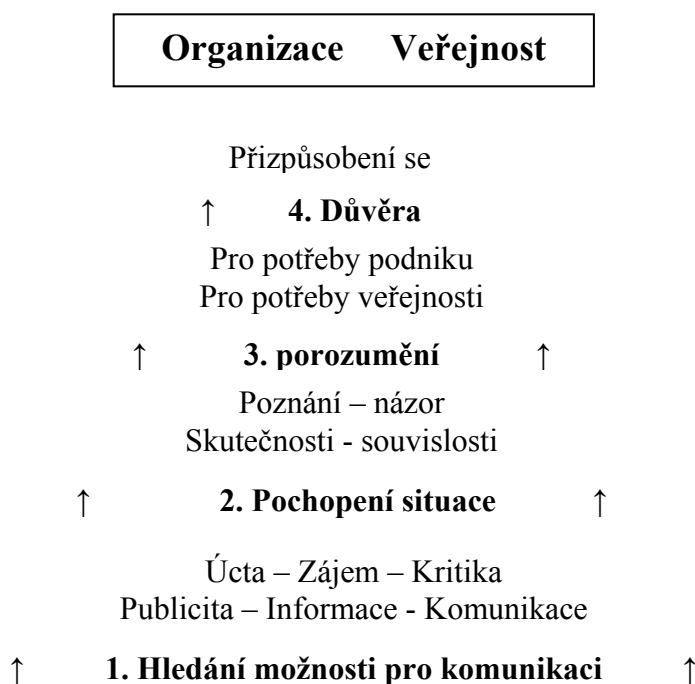 Organizace Veřejnost
Přizpůsobení se
↑ 4. Důvěra
Pro potřeby podniku
Pro potřeby veřejnosti
↑ 3. porozumění ↑
Poznání – názor
Skutečnosti - souvislosti
↑ 2. Pochopení situace ↑
Úcta – Zájem – Kritika
Publicita – Informace - Komunikace
↑ 1. Hledání možnosti pro komunikaci ↑